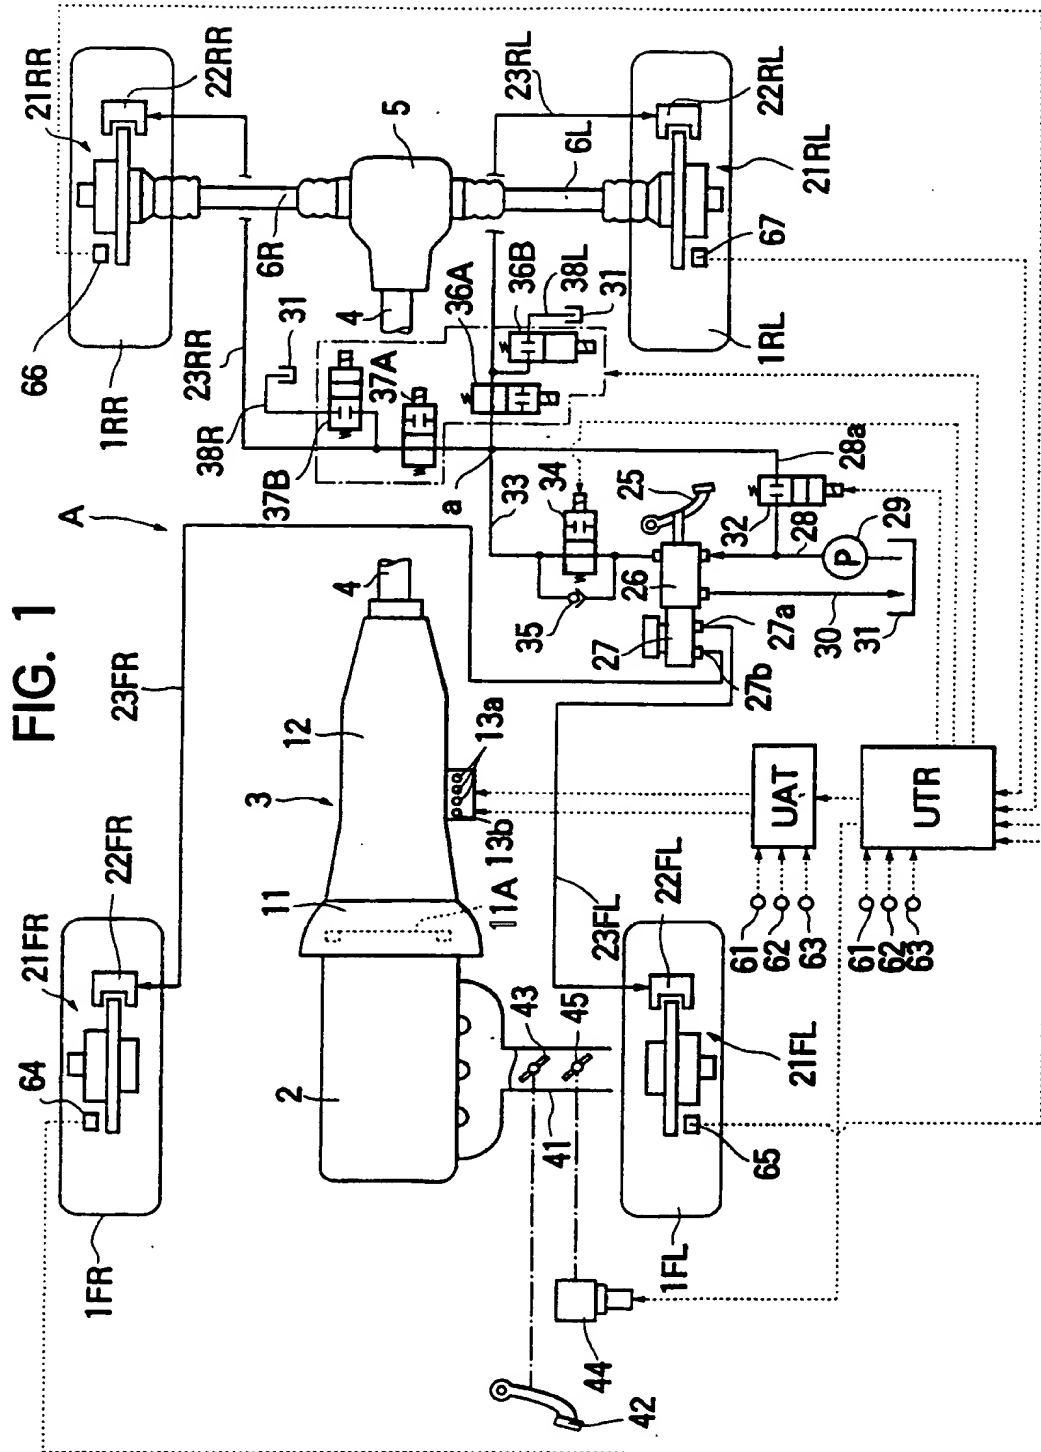 FIG. 1
A
1RR
66
21RR
22RR
23RR
6R
5
4
38R
31
37B
37A
36A
36B
38L
31
23RL
6L
22RL
21RL
67
1RL
a
33
34
35
25
26
27
27a
27b
32
28
28a
29
P
30
31
23FR
4
12
3
13a
13b
11
11A
2
UAT
61
62
63
UTR
61
62
63
1FR
64
21FR
22FR
23FL
22FL
21FL
65
1FL
43
45
41
44
42